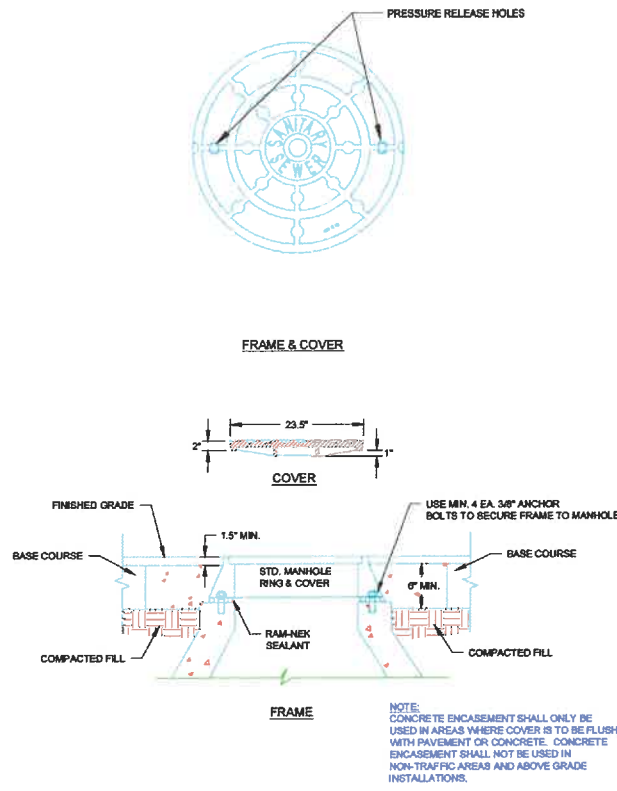 PRESSURE RELEASE HOLES
SANITARY
SEWER
FRAME & COVER
23.5"
2"
1"
COVER
FINISHED GRADE
USE MIN. 4 EA. 3/8" ANCHOR
BOLTS TO SECURE FRAME TO MANHOLE
1.5" MIN.
BASE COURSE
BASE COURSE
STD. MANHOLE
RING & COVER
6" MIN.
RAM-NEK
SEALANT
COMPACTED FILL
COMPACTED FILL
FRAME
NOTE:
CONCRETE ENCASEMENT SHALL ONLY BE
USED IN AREAS WHERE COVER IS TO BE FLUSH
WITH PAVEMENT OR CONCRETE. CONCRETE
ENCASEMENT SHALL NOT BE USED IN
NON-TRAFFIC AREAS AND ABOVE GRADE
INSTALLATIONS.